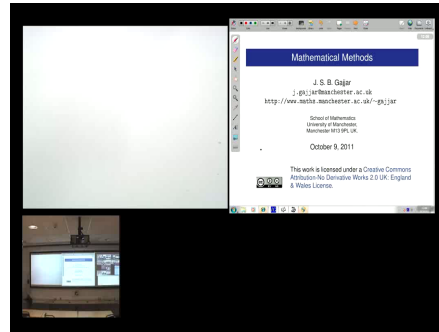 Mathematical Methods
J. S. B. Gajjar
j.gajjar@manchester.ac.uk
http://www.maths.manchester.ac.uk/~gajjar
School of Mathematics
University of Manchester,
Manchester M13 9PL UK.
October 9, 2011
This work is licensed under a Creative Commons
Attribution-No Derivative Works 2.0 UK: England
& Wales License.